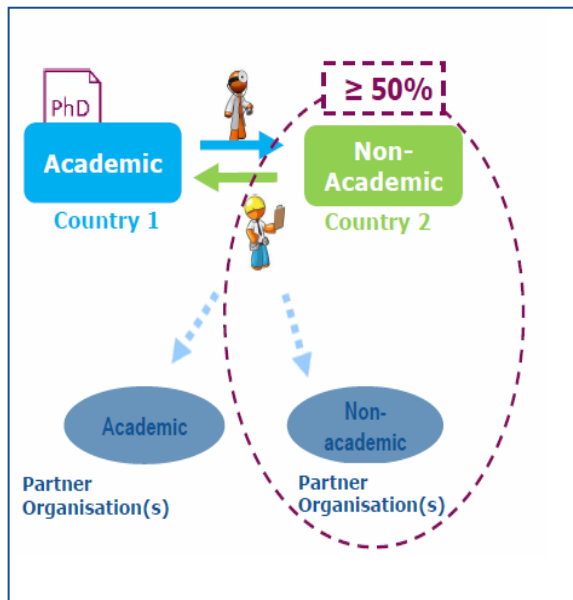 ≥ 50%
PhD
Academic
Non-
Academic
Country 1
Country 2
Academic
Non-
academic
Partner
Organisation(s)
Partner
Organisation(s)